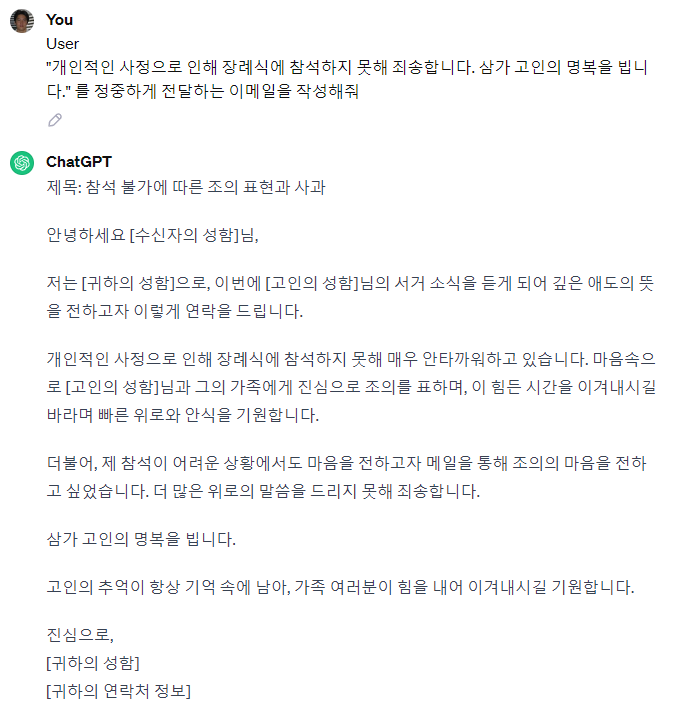 You
User
"개인적인 사정으로 인해 장례식에 참석하지 못해 죄송합니다. 삼가 고인의 명복을 빕니
다." 를 정중하게 전달하는 이메일을 작성해줘
ChatGPT
제목: 참석 불가에 따른 조의 표현과 사과
안녕하세요 [수신자의 성함]님,
저는 [귀하의 성함]으로, 이번에 [고인의 성함]님의 서거 소식을 듣게 되어 깊은 애도의 뜻
을 전하고자 이렇게 연락을 드립니다.
개인적인 사정으로 인해 장례식에 참석하지 못해 매우 안타까워하고 있습니다. 마음속으
로 [고인의 성함]님과 그의 가족에게 진심으로 조의를 표하며, 이 힘든 시간을 이겨내시길
바라며 빠른 위로와 안식을 기원합니다.
더불어, 제 참석이 어려운 상황에서도 마음을 전하고자 메일을 통해 조의의 마음을 전하
고 싶었습니다. 더 많은 위로의 말씀을 드리지 못해 죄송합니다.
삼가 고인의 명복을 빕니다.
고인의 추억이 항상 기억 속에 남아, 가족 여러분이 힘을 내어 이겨내시길 기원합니다.
진심으로,
[귀하의 성함]
[귀하의 연락처 정보]